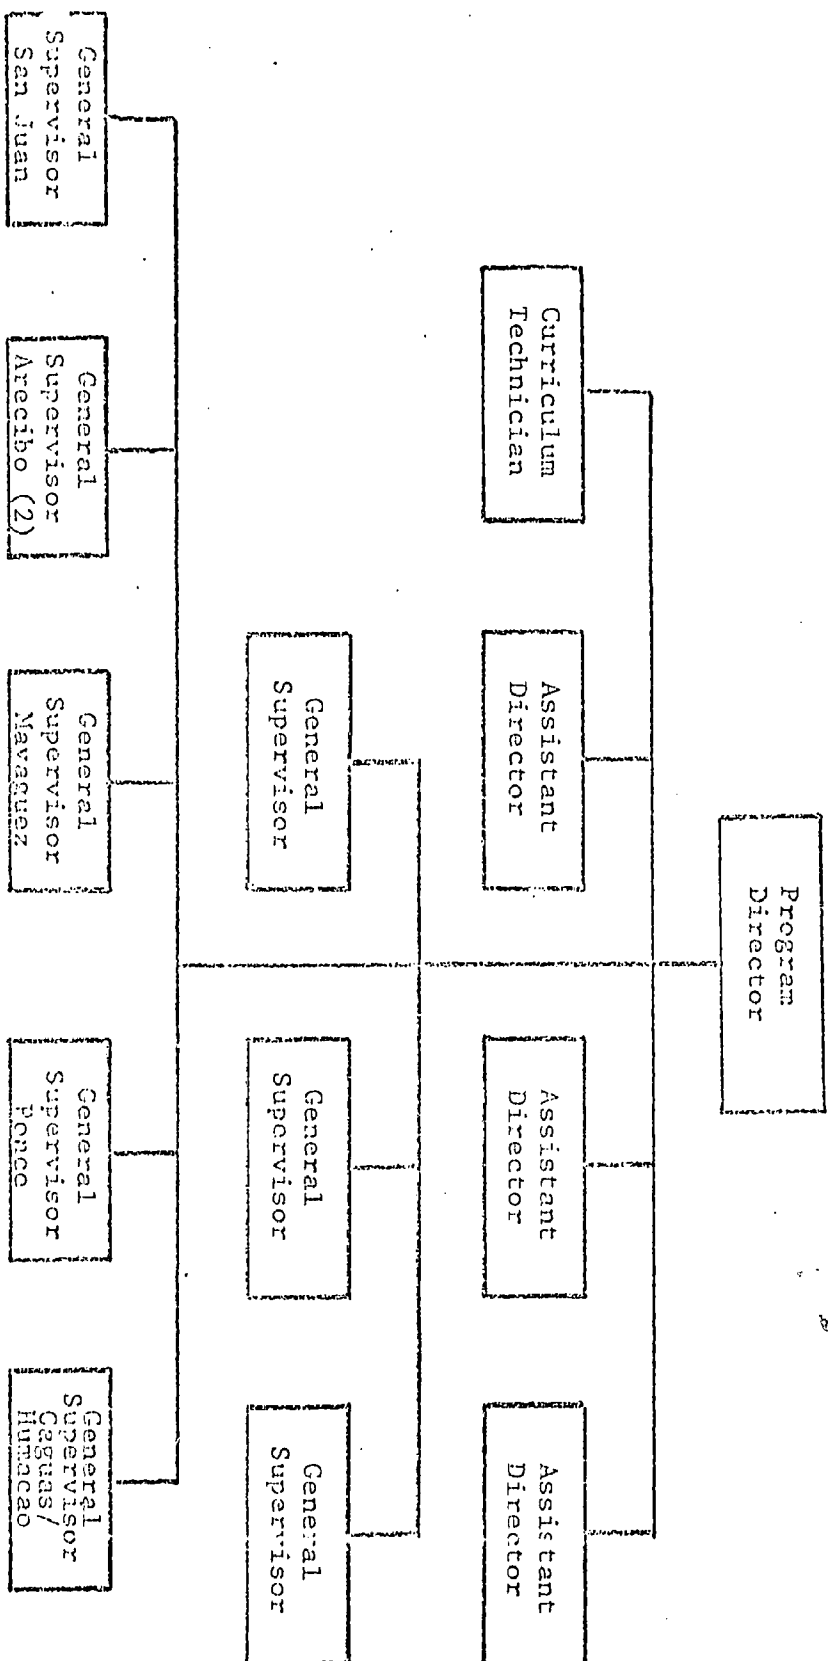 Program
Director
Curriculum
Technician
Assistant
Director
Assistant
Director
Assistant
Director
General
Supervisor
General
Supervisor
General
Supervisor
General
Supervisor
San Juan
General
Supervisor
Arecibo (2)
General
Supervisor
Mayaguez
General
Supervisor
Ponce
General
Supervisor
Caguas/
Humacao